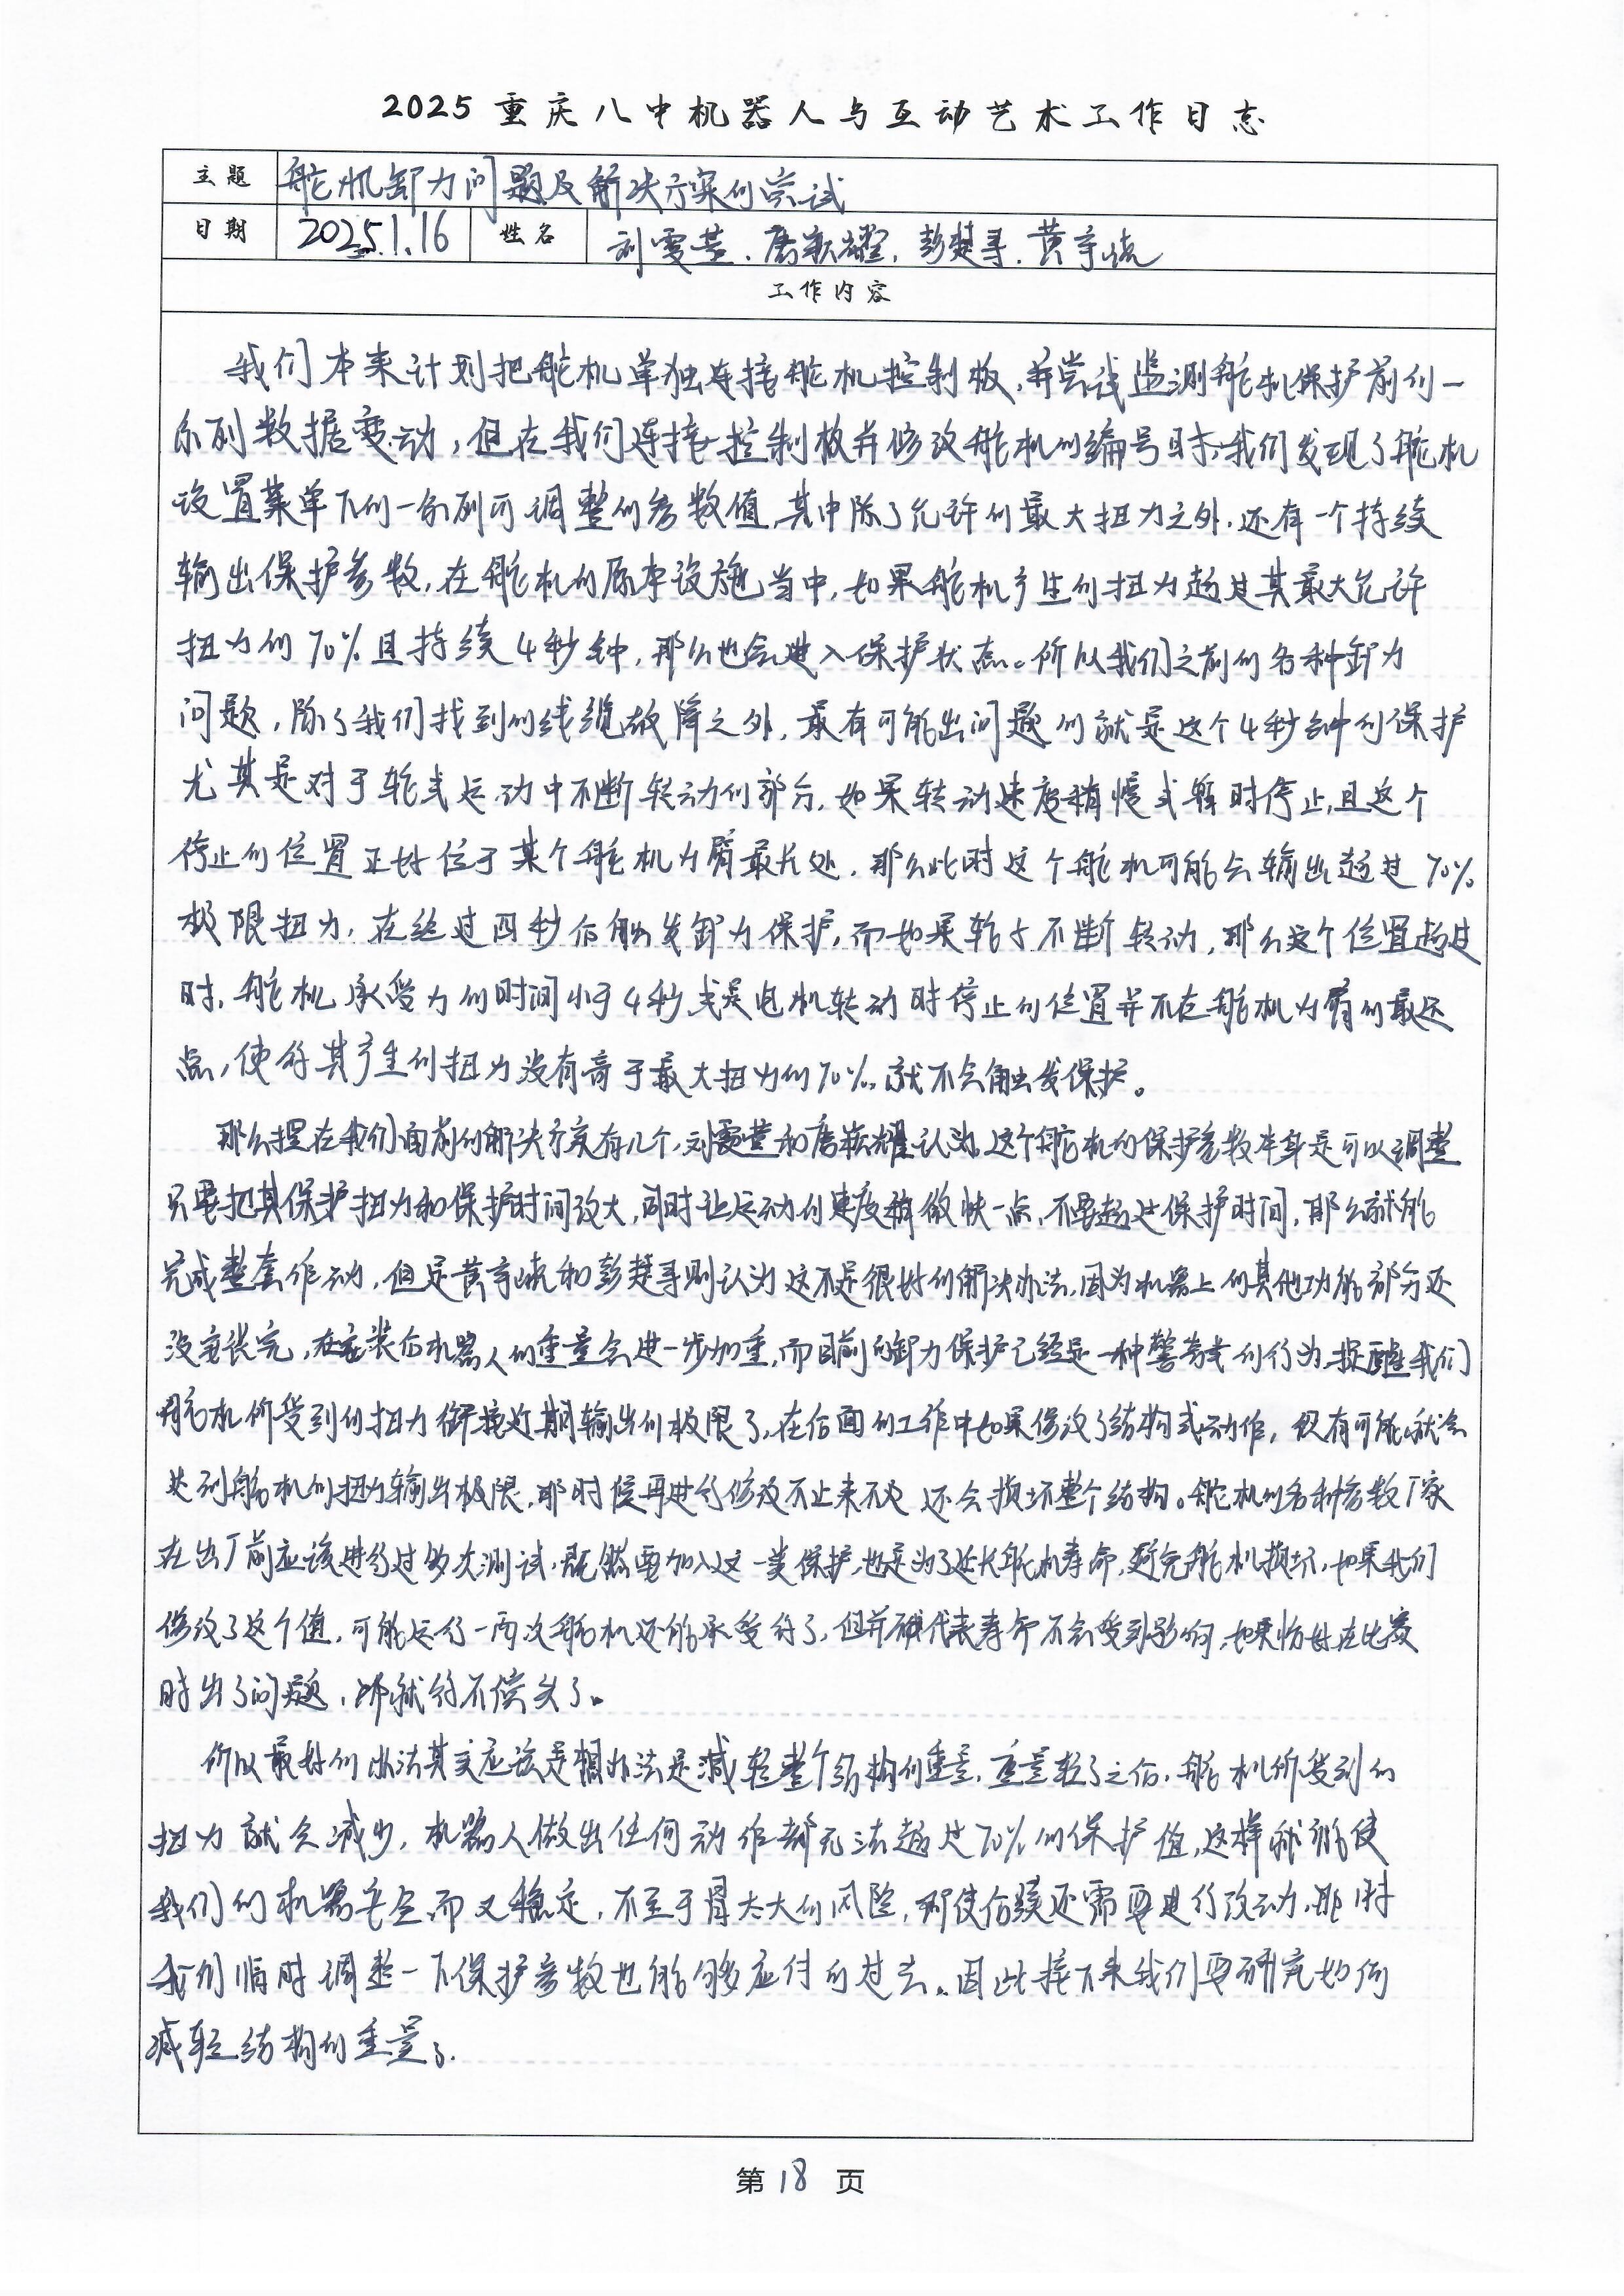 2025重庆八中机器人与互动艺术工作日志
主题 舵机卸力问题及解决方案的尝试
日期 2025.1.16 姓名 刘雯萱.唐菘耀.彭楚寻.黄宇曉
工作内容
我们本来计划把舵机单独连接舵机控制板,并尝试监测舵机保护前的一
系列数据变动,但在我们连接控制板并修改舵机的编号时,我们发现了舵机
设置菜单下的一系列可调整的参数值,其中除了允许的最大扭力之外,还有一个持续
输出保护参数,在舵机的原本设施当中,如果舵机产生的扭力超过其最大允许
扭力的70%且持续4秒钟,那么也会进入保护状态。所以我们之前的各种卸力
问题,除了我们找到的线缆故障之外,最有可能出问题的就是这个4秒钟的保护
尤其是对于轮式运动中不断转动的部分,如果转动速度稍慢或暂时停止,且这个
停止的位置正好位于某个舵机力臂最长处,那么此时这个舵机可能会输出超过70%
极限扭力,在经过四秒后触发卸力保护,而如果轮子不断转动,那么这个位置超过
时,舵机承受力的时间小于4秒,或是电机转动时停止的位置并不在舵机力臂的最远
点,使得其产生的扭力没有高于最大扭力的70%,就不会触发保护。
那么摆在我们面前的解决方案有几个,刘雯萱和唐菘耀认为,这个舵机的保护参数本身是可以调整
只要把其保护扭力和保护时间改大,同时让运动的速度稍微快一点,不要超过保护时间,那么就能
完成整套作动,但是黄宇曉和彭楚寻则认为这不是很好的解决办法,因为机器上的其他功能部分还
没安装完,在安装后机器人的重量会进一步加重,而目前的卸力保护已经是一种警告式的行为,提醒我们
舵机所受到的扭力都接近期输出的极限了,在后面的工作中如果修改了结构或动作,很有可能就会
达到舵机的扭力输出极限,那时候再进行修改不止来不及 还会损坏整个结构。舵机的各种参数厂家
在出厂前应该进行过多次测试,既然要加入这一类保护,也是为了延长舵机寿命,避免舵机损坏,如果我们
修改了这个值,可能运行一两次舵机还能承受得了,但并不代表寿命不会受到影响,如果恰好在比赛
时出了问题,那就得不偿失了。
所以最好的办法其实应该是想办法是减轻整个结构的重量,重量轻了之后,舵机所受到的
扭力就会减少,机器人做出任何动作都无法超过70%的保护值,这样就能使
我们的机器安全而又稳定,不至于冒太大的风险,即使后续还需要进行改动,那时
我们临时调整一下保护参数也能够应付的过去。因此接下来我们要研究如何
减轻结构的重量了.
第18页